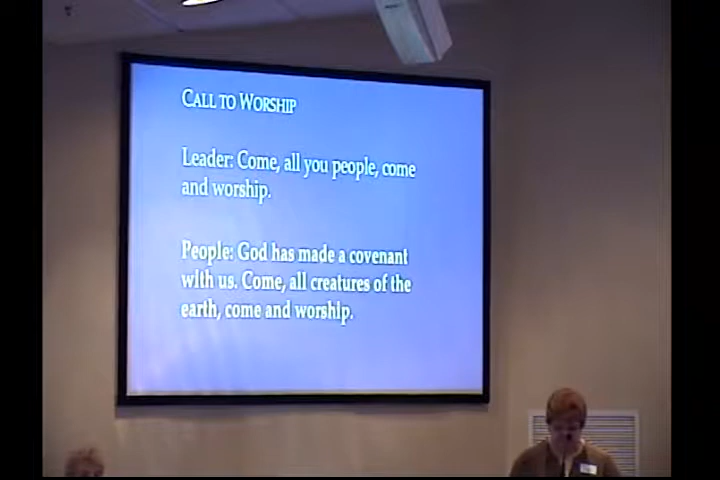 CALL TO WORSHIP
Leader: Come, all you people, come
and worship.
People: God has made a covenant
with us. Come, all creatures of the
earth, come and worship.